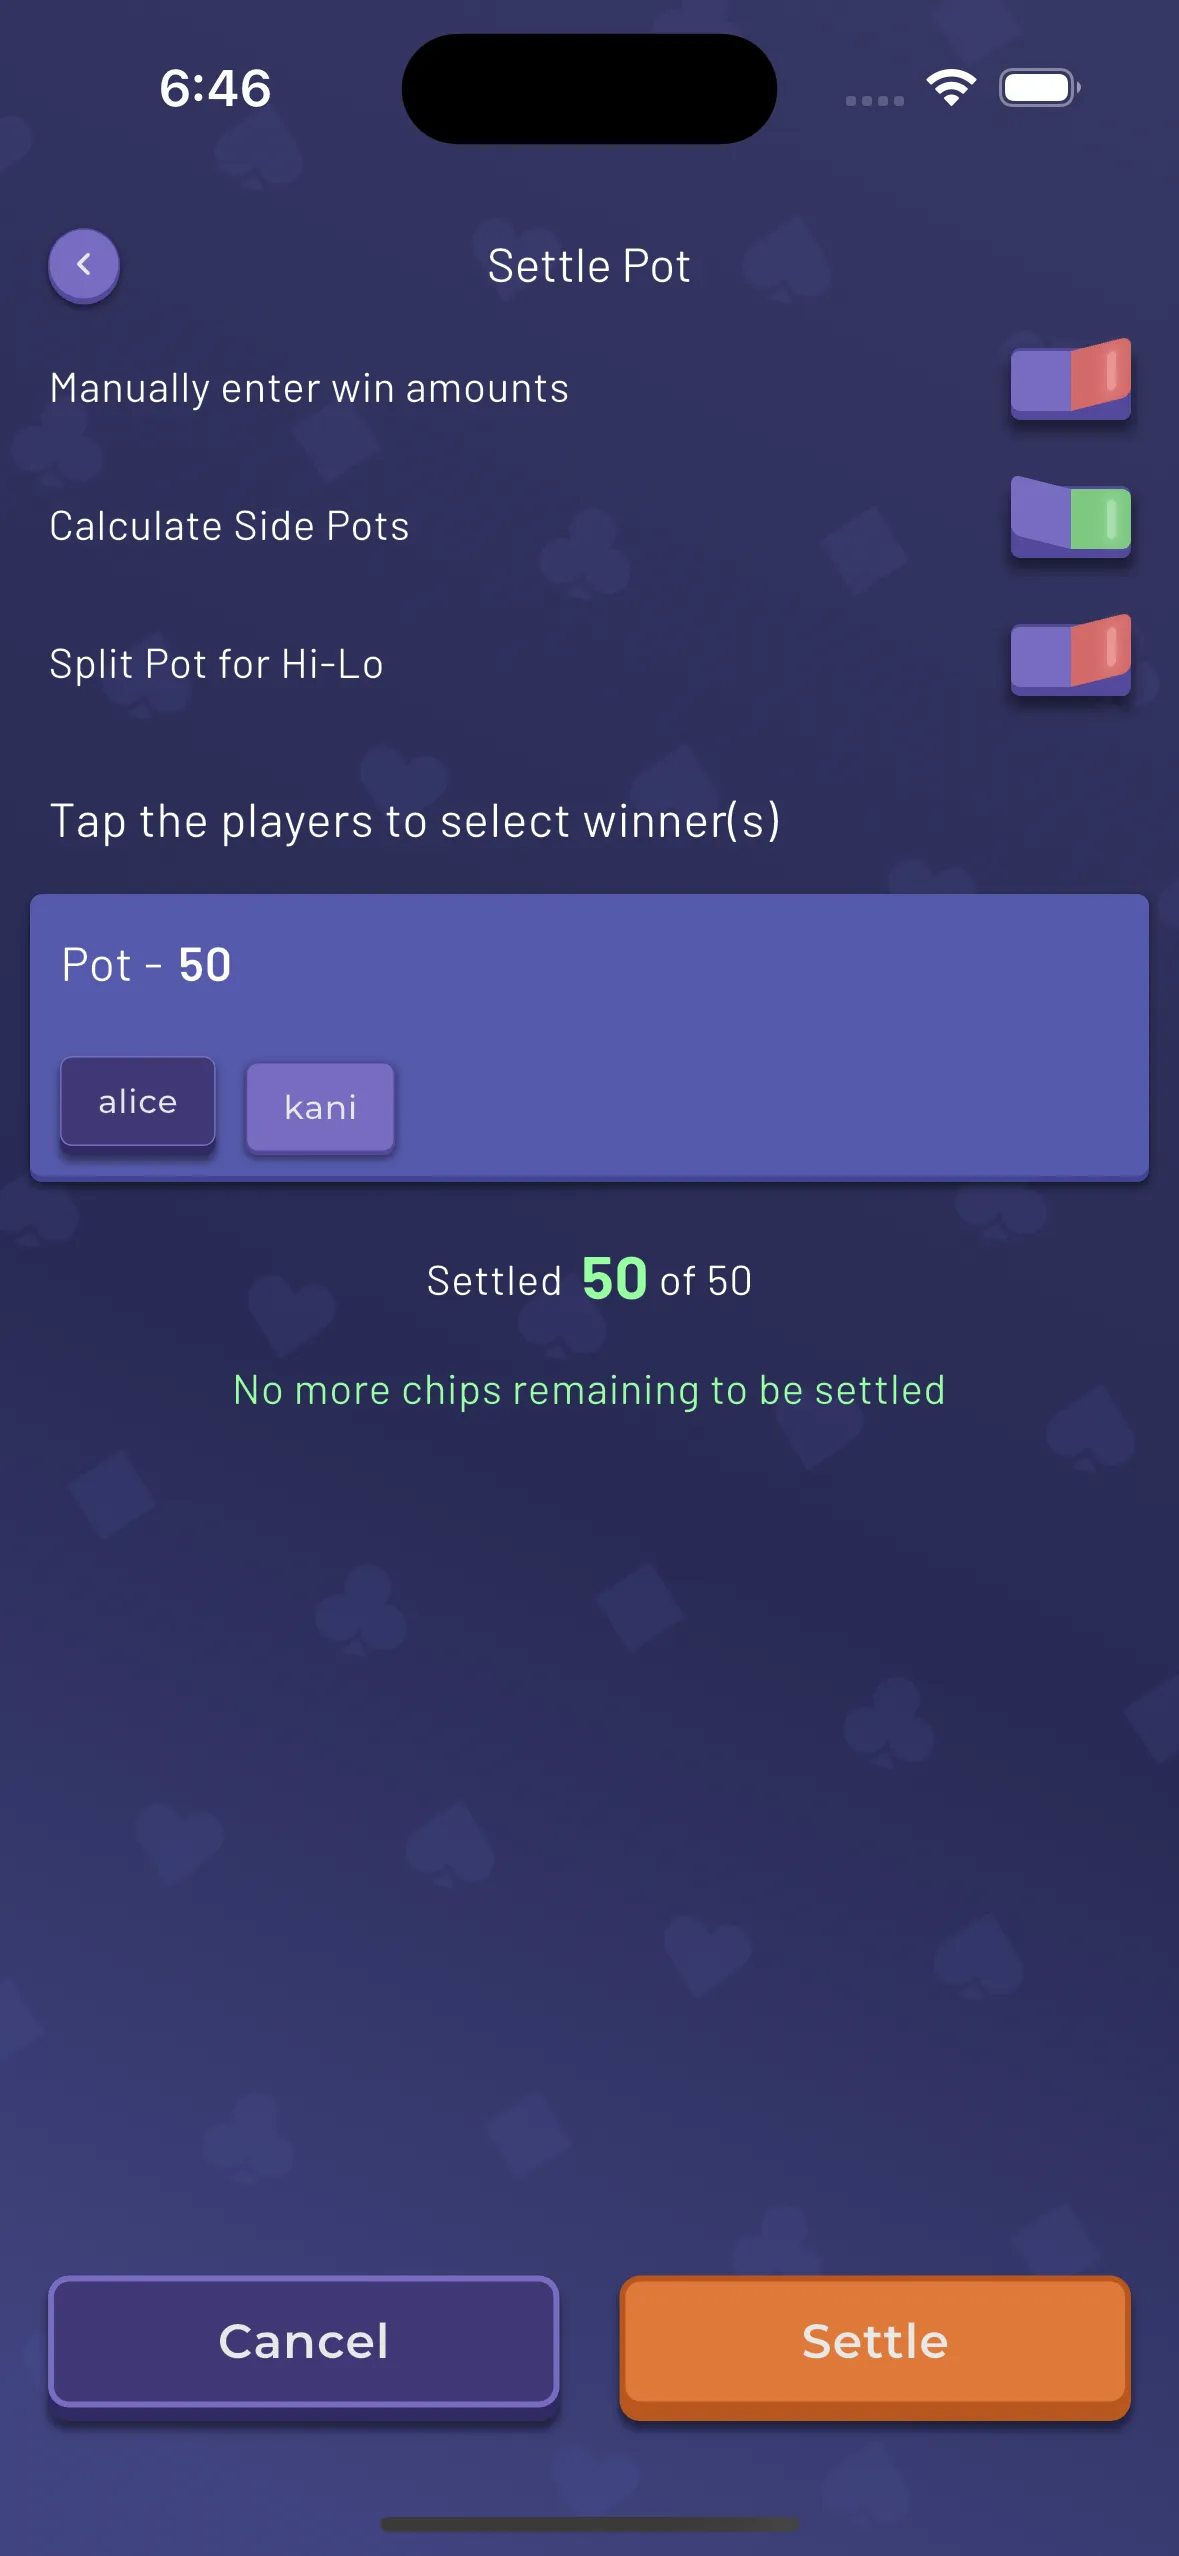 6:46
Settle Pot
Manually enter win amounts
Calculate Side Pots
Split Pot for Hi-Lo
Tap the players to select winner(s)
Pot - 50
alice kani
Settled 50 of 50
No more chips remaining to be settled
Cancel Settle